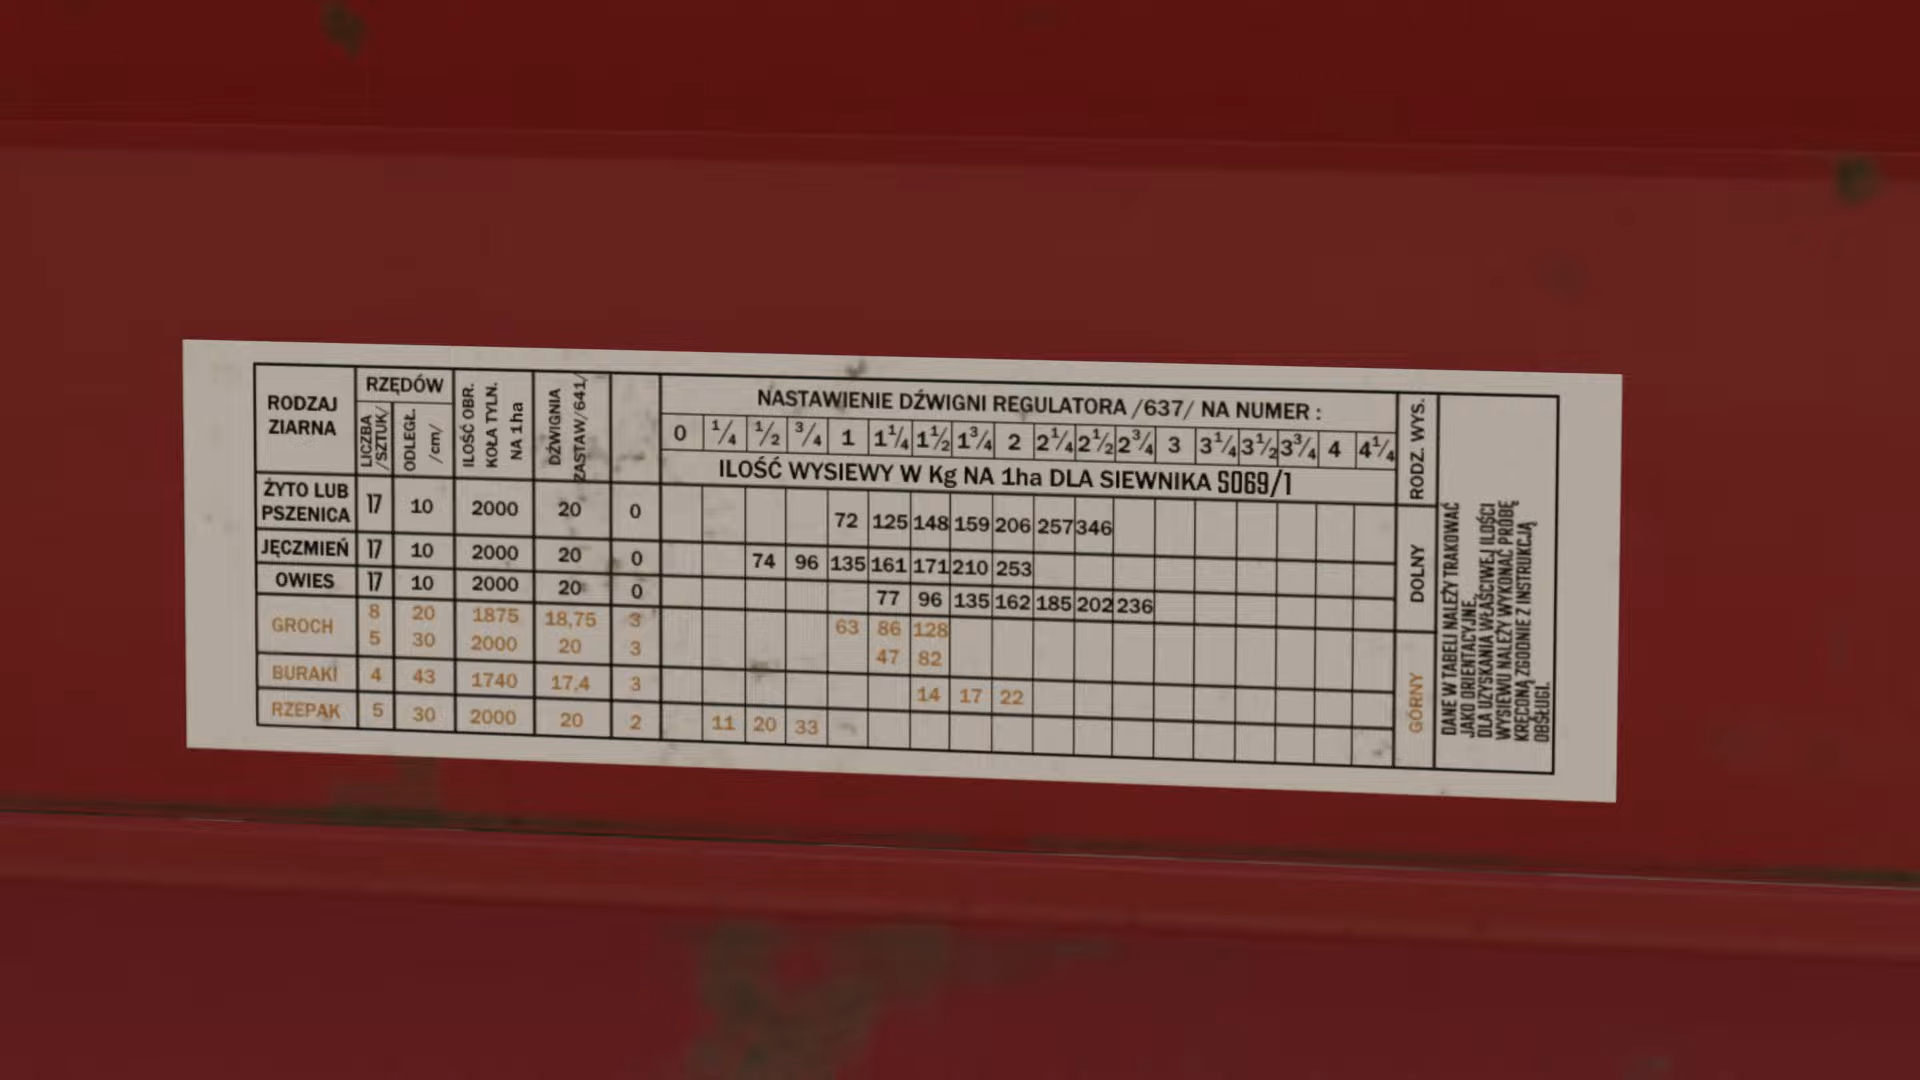 RODZAJ ZIARNA
RZĘDÓW
LICZBA /SZTUK/
ODLEGŁ. /cm/
ILOŚĆ OBR. KOŁA TYLN. NA 1ha
DŹWIGNIA ZASTAW/641/
NASTAWIENIE DŹWIGNI REGULATORA /637/ NA NUMER :
0 ¼ ½ ¾ 1 1¼ 1½ 1¾ 2 2¼ 2½ 2¾ 3 3¼ 3½ 3¾ 4 4¼
ILOŚĆ WYSIEWY W Kg NA 1ha DLA SIEWNIKA S069/1
RODZ. WYS.
ŻYTO LUB PSZENICA 17 10 2000 20 0 72 125 148 159 206 257 346
JĘCZMIEŃ 17 10 2000 20 0 74 96 135 161 171 210 253
OWIES 17 10 2000 20 0 77 96 135 162 185 202 236
DOLNY
GROCH 8 20 1875 18,75 3 63 86 128
5 30 2000 20 3 47 82
BURAKI 4 43 1740 17,4 3 14 17 22
RZEPAK 5 30 2000 20 2 11 20 33
GÓRNY
DANE W TABELI NALEŻY TRAKOWAĆ
JAKO ORIENTACYJNE,
DLA UZYSKANIA WŁAŚCIWEJ ILOŚCI
WYSIEWU NALEŻY WYKONAĆ PRÓBĘ
KRĘCONĄ ZGODNIE Z INSTRUKCJĄ
OBSŁUGI.